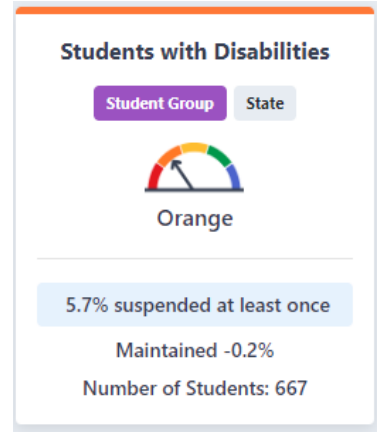 Students with Disabilities
Student Group State
Orange
5.7% suspended at least once
Maintained -0.2%
Number of Students: 667